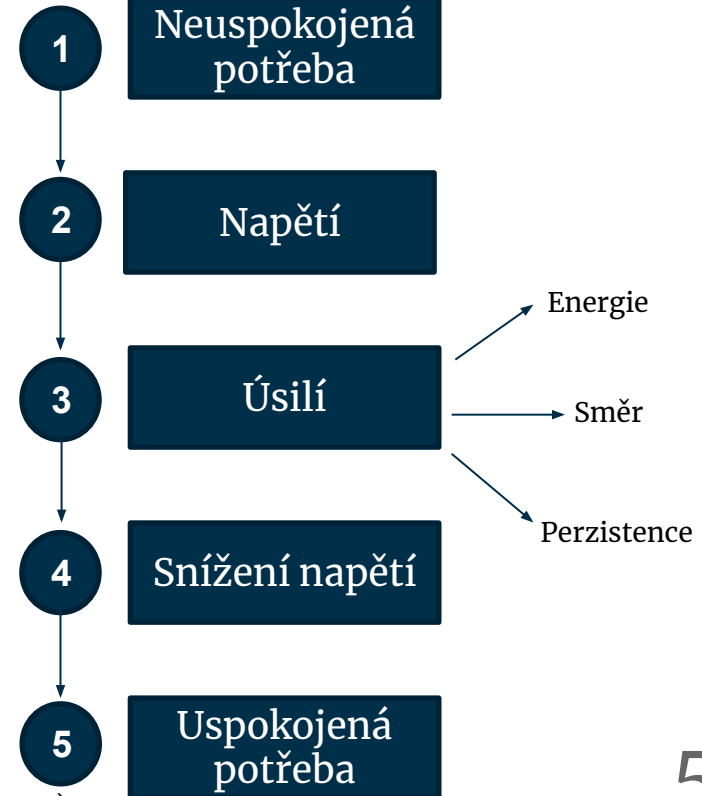 1
Neuspokojená
potřeba
2
Napětí
Energie
3
Úsilí
Směr
Perzistence
4
Snížení napětí
5
Uspokojená
potřeba